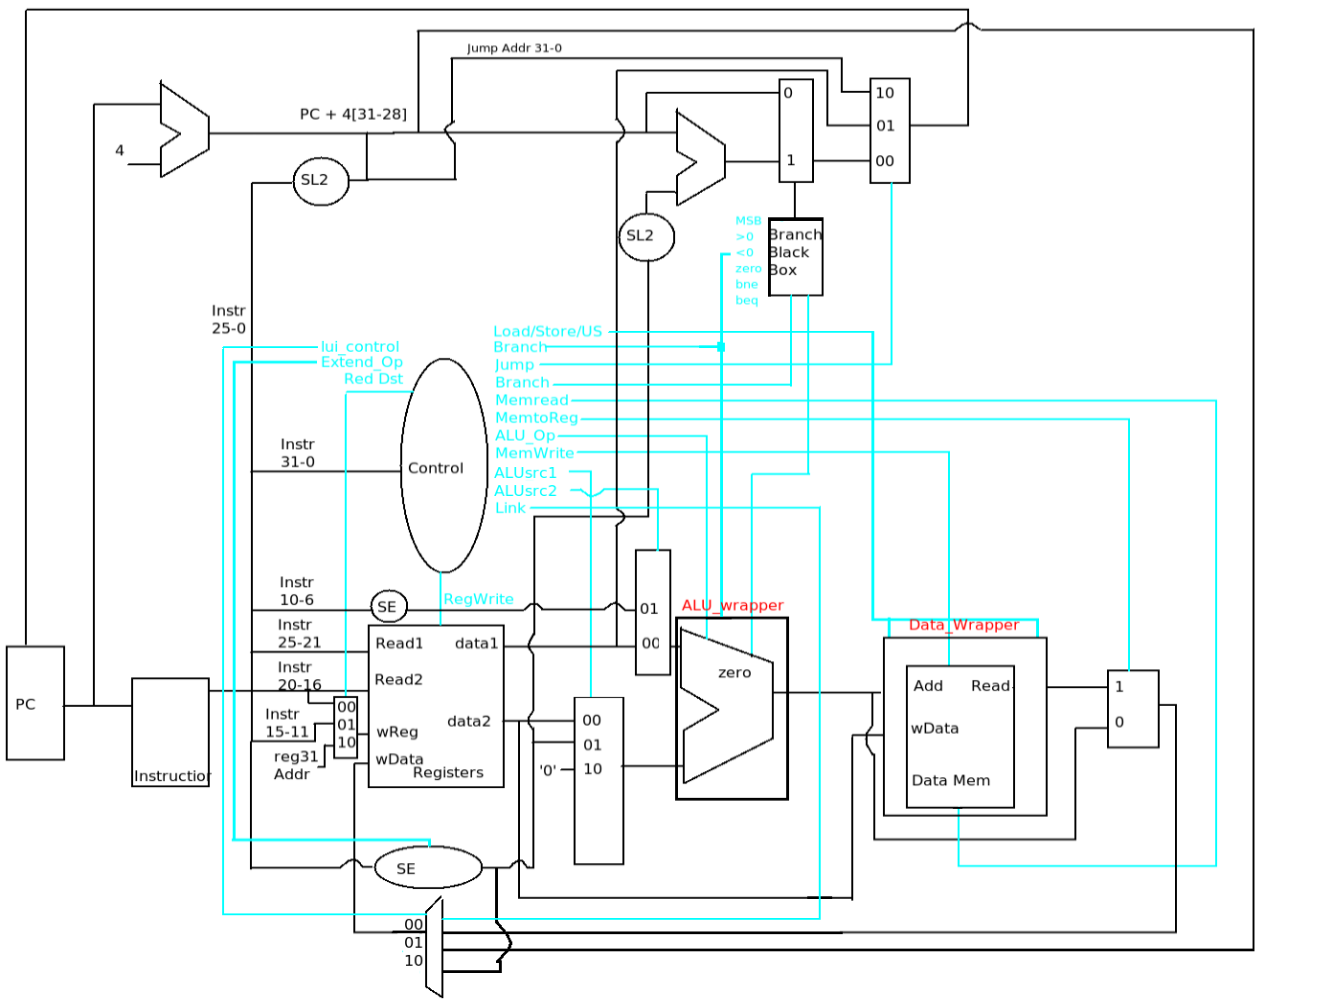 Jump Addr 31-0
PC + 4[31-28]
4
SL2
0
1
10
01
00
SL2
MSB
>0
<0
zero
bne
beq
Branch
Black
Box
Instr
25-0
lui_control
Extend_Op
Red Dst
Load/Store/US
Branch
Jump
Branch
Memread
MemtoReg
ALU_Op
MemWrite
ALUsrc1
ALUsrc2
Link
Instr
31-0
Control
Instr
10-6
SE
RegWrite
01
00
ALU_wrapper
Data_Wrapper
Instr
25-21
Read1
data1
Instr
20-16
Read2
zero
Add
Read
1
0
PC
00
01
10
Instr
15-11
wReg
data2
00
01
10
'0'
wData
reg31
Addr
wData
Registers
Instruction
Data Mem
SE
00
01
10